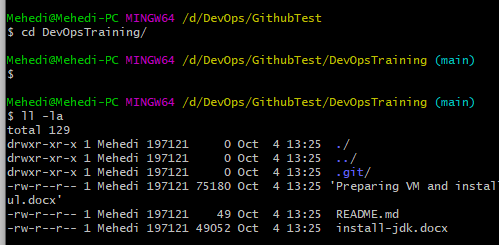 Mehedi@Mehedi-PC MINGW64 /d/DevOps/GithubTest
$ cd DevOpsTraining/
Mehedi@Mehedi-PC MINGW64 /d/DevOps/GithubTest/DevOpsTraining (main)
$
Mehedi@Mehedi-PC MINGW64 /d/DevOps/GithubTest/DevOpsTraining (main)
$ ll -la
total 129
drwxr-xr-x 1 Mehedi 197121     0 Oct  4 13:25  ./
drwxr-xr-x 1 Mehedi 197121     0 Oct  4 13:25  ../
drwxr-xr-x 1 Mehedi 197121     0 Oct  4 13:25  .git/
-rw-r--r-- 1 Mehedi 197121 75180 Oct  4 13:25 'Preparing VM and instal
ul.docx'
-rw-r--r-- 1 Mehedi 197121    49 Oct  4 13:25  README.md
-rw-r--r-- 1 Mehedi 197121 49052 Oct  4 13:25  install-jdk.docx